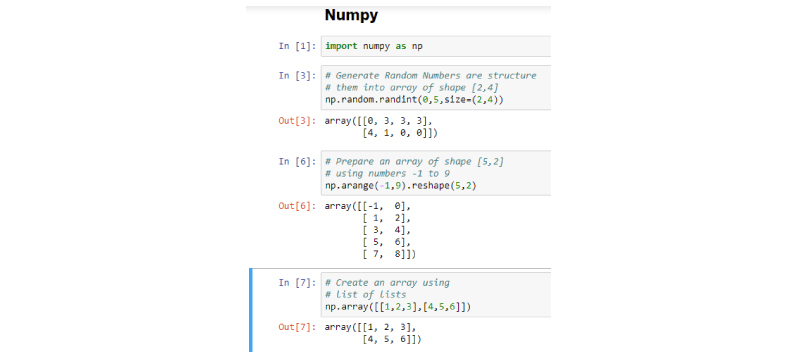 Numpy
In [1]: import numpy as np
In [3]: # Generate Random Numbers are structure
# them into array of shape [2,4]
np.random.randint(0,5,size=(2,4))
Out[3]: array([[0, 3, 3, 3],
[4, 1, 0, 0]])
In [6]: # Prepare an array of shape [5,2]
# using numbers -1 to 9
np.arange(-1,9).reshape(5,2)
Out[6]: array([[-1, 0],
[ 1, 2],
[ 3, 4],
[ 5, 6],
[ 7, 8]])
In [7]: # Create an array using
# list of lists
np.array([[1,2,3],[4,5,6]])
Out[7]: array([[1, 2, 3],
[4, 5, 6]])